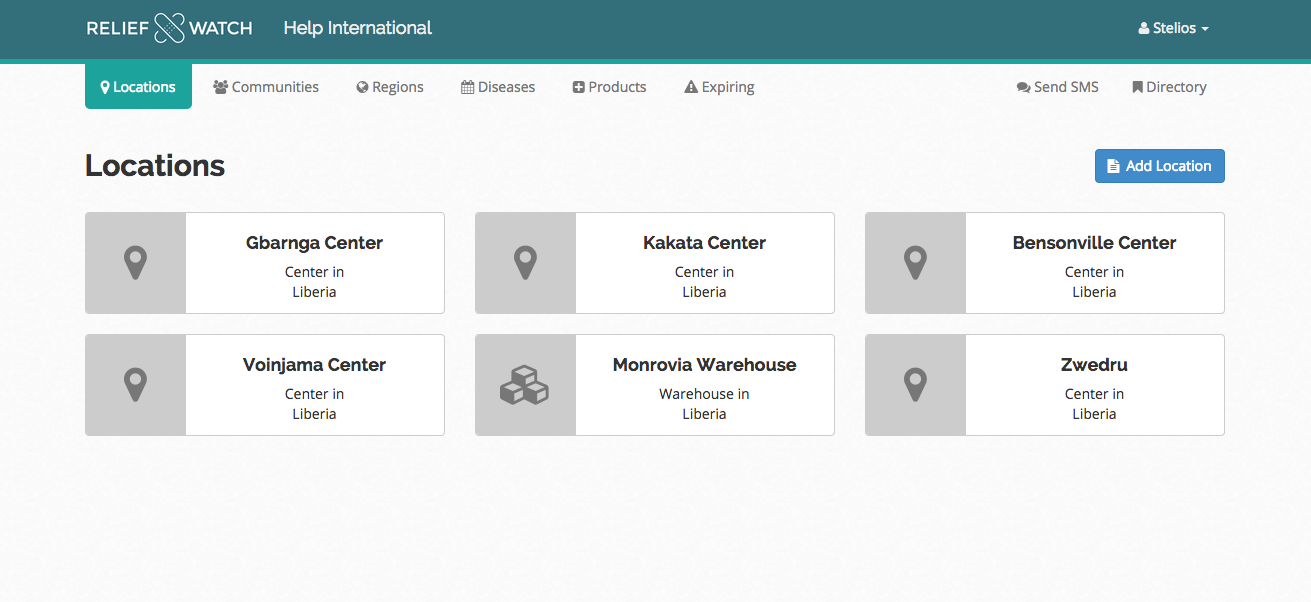 RELIEF WATCH Help International Stelios
Locations Communities Regions Diseases Products Expiring Send SMS Directory
Locations Add Location
Gbarnga Center
Center in
Liberia
Kakata Center
Center in
Liberia
Bensonville Center
Center in
Liberia
Voinjama Center
Center in
Liberia
Monrovia Warehouse
Warehouse in
Liberia
Zwedru
Center in
Liberia